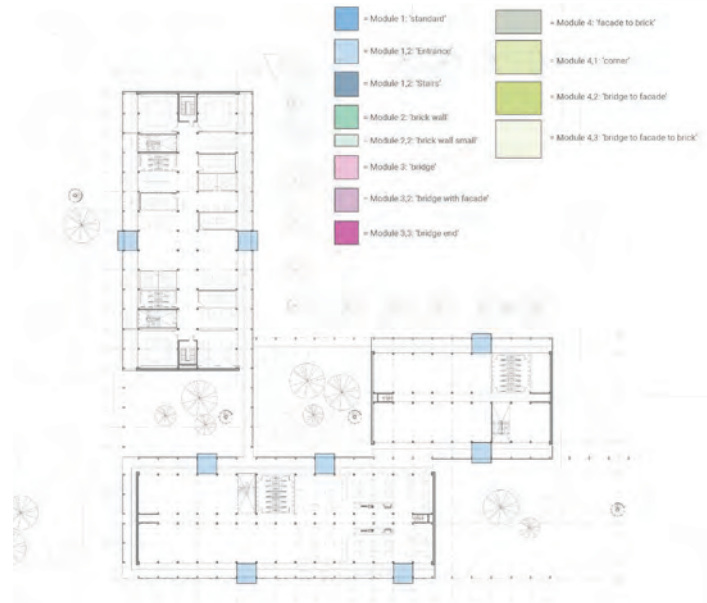 = Module 1: 'standard'
= Module 1,2: 'Entrance'
= Module 1,2: 'Stairs'
= Module 2: 'brick wall'
= Module 2,2: 'brick wall small'
= Module 3: 'bridge'
= Module 3,2: 'bridge with facade'
= Module 3,3: 'bridge end'
= Module 4: 'facade to brick'
= Module 4,1: 'corner'
= Module 4,2: 'bridge to facade'
= Module 4,3: 'bridge to facade to brick'